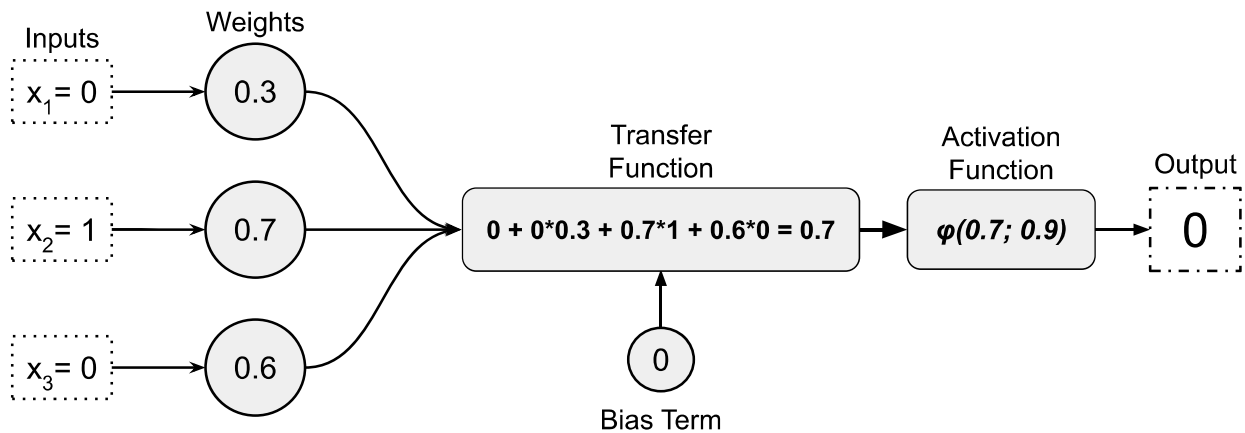 Inputs
Weights
x₁= 0
0.3
x₂= 1
0.7
x₃= 0
0.6
Transfer
Function
0 + 0*0.3 + 0.7*1 + 0.6*0 = 0.7
0
Bias Term
Activation
Function
φ(0.7; 0.9)
Output
0